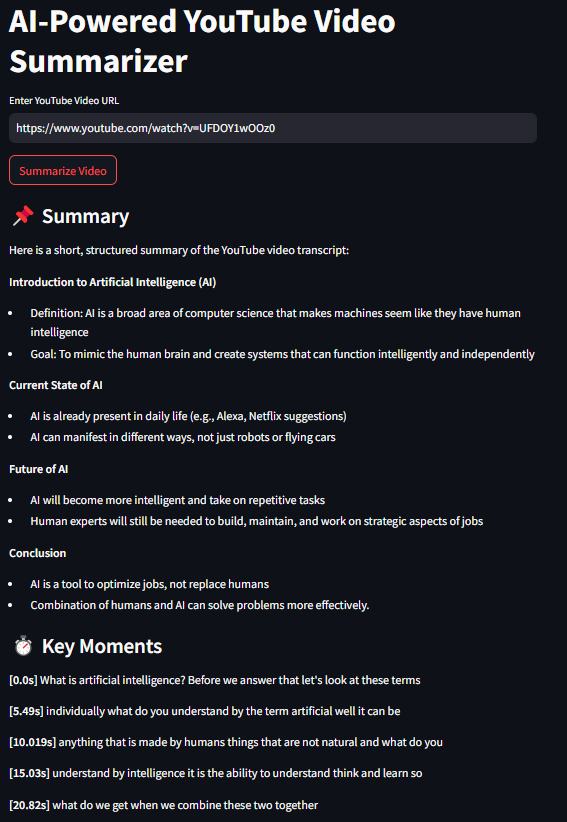 AI-Powered YouTube Video
Summarizer
Enter YouTube Video URL
https://www.youtube.com/watch?v=UFDOY1wOOz0
Summarize Video
📌 Summary
Here is a short, structured summary of the YouTube video transcript:
Introduction to Artificial Intelligence (AI)
• Definition: AI is a broad area of computer science that makes machines seem like they have human
intelligence
• Goal: To mimic the human brain and create systems that can function intelligently and independently
Current State of AI
• AI is already present in daily life (e.g., Alexa, Netflix suggestions)
• AI can manifest in different ways, not just robots or flying cars
Future of AI
• AI will become more intelligent and take on repetitive tasks
• Human experts will still be needed to build, maintain, and work on strategic aspects of jobs
Conclusion
• AI is a tool to optimize jobs, not replace humans
• Combination of humans and AI can solve problems more effectively.
⏱️ Key Moments
[0.0s] What is artificial intelligence? Before we answer that let's look at these terms
[5.49s] individually what do you understand by the term artificial well it can be
[10.019s] anything that is made by humans things that are not natural and what do you
[15.03s] understand by intelligence it is the ability to understand think and learn so
[20.82s] what do we get when we combine these two together